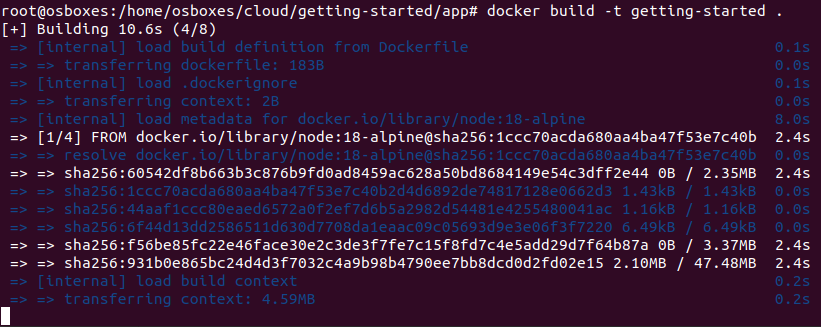 root@osboxes:/home/osboxes/cloud/getting-started/app# docker build -t getting-started .
[+] Building 10.6s (4/8)
=> [internal] load build definition from Dockerfile 0.1s
=> => transferring dockerfile: 183B 0.0s
=> [internal] load .dockerignore 0.1s
=> => transferring context: 2B 0.0s
=> [internal] load metadata for docker.io/library/node:18-alpine 8.0s
=> [1/4] FROM docker.io/library/node:18-alpine@sha256:1ccc70acda680aa4ba47f53e7c40b 2.4s
=> => resolve docker.io/library/node:18-alpine@sha256:1ccc70acda680aa4ba47f53e7c40b 0.0s
=> => sha256:60542df8b663b3c876b9fd0ad8459ac628a50bd8684149e54c3dff2e44 0B / 2.35MB 2.4s
=> => sha256:1ccc70acda680aa4ba47f53e7c40b2d4d6892de74817128e0662d3 1.43kB / 1.43kB 0.0s
=> => sha256:44aaf1ccc80eaed6572a0f2ef7d6b5a2982d54481e4255480041ac 1.16kB / 1.16kB 0.0s
=> => sha256:6f44d13dd2586511d630d7708da1eaac09c05693d9e3e06f3f7220 6.49kB / 6.49kB 0.0s
=> => sha256:f56be85fc22e46face30e2c3de3f7fe7c15f8fd7c4e5add29d7f64b87a 0B / 3.37MB 2.4s
=> => sha256:931b0e865bc24d4d3f7032c4a9b98b4790ee7bb8dcd0d2fd02e15 2.10MB / 47.48MB 2.4s
=> [internal] load build context 0.2s
=> => transferring context: 4.59MB 0.2s